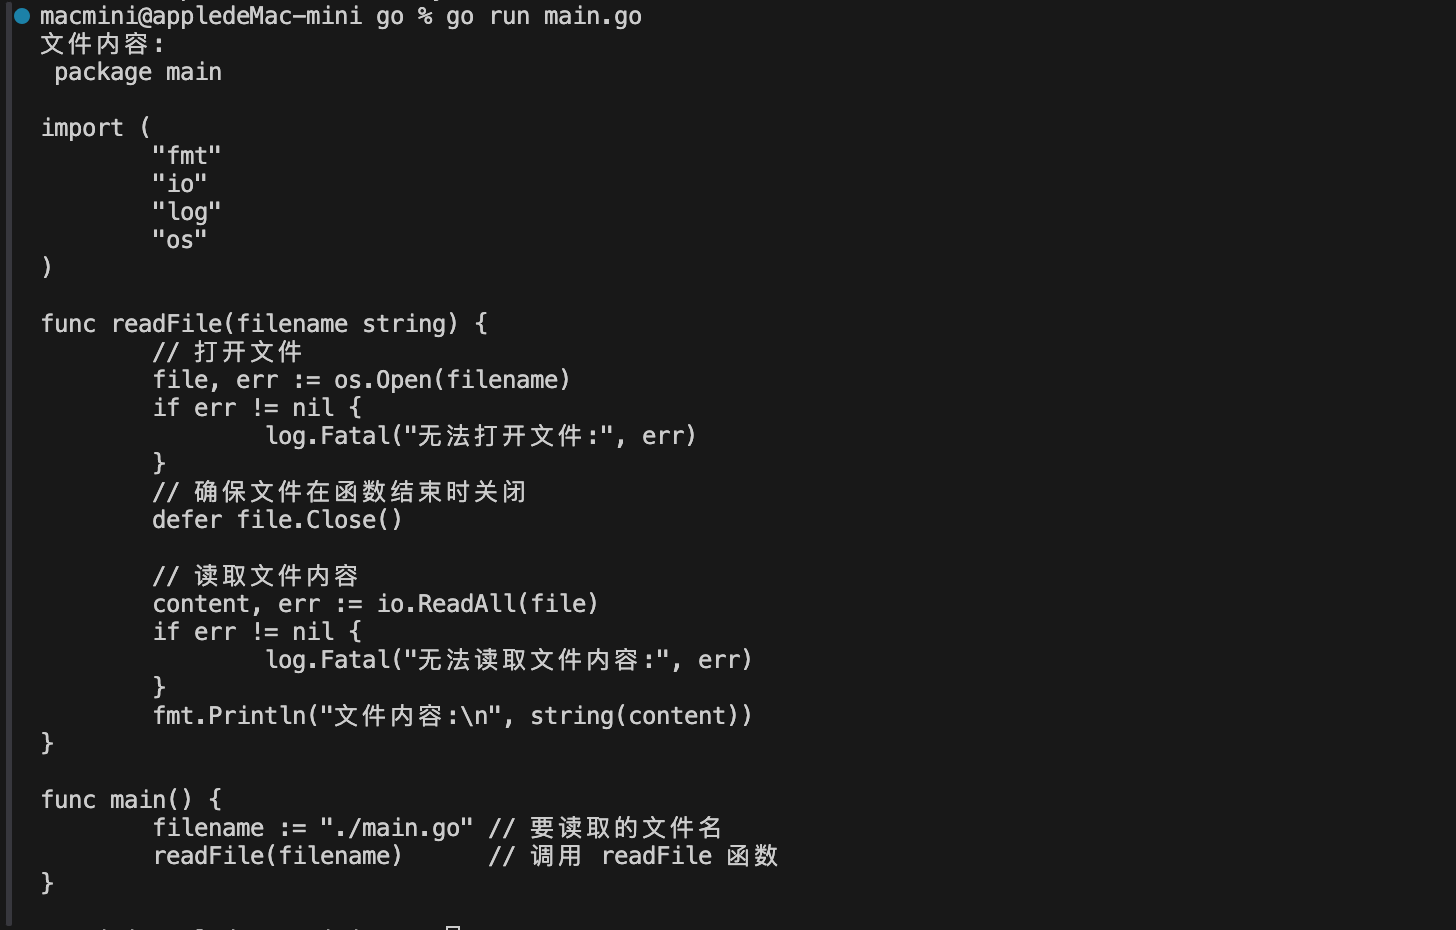 macmini@appledeMac-mini go % go run main.go
文件内容:
 package main

import (
        "fmt"
        "io"
        "log"
        "os"
)

func readFile(filename string) {
        // 打开文件
        file, err := os.Open(filename)
        if err != nil {
                log.Fatal("无法打开文件:", err)
        }
        // 确保文件在函数结束时关闭
        defer file.Close()

        // 读取文件内容
        content, err := io.ReadAll(file)
        if err != nil {
                log.Fatal("无法读取文件内容:", err)
        }
        fmt.Println("文件内容:\n", string(content))
}

func main() {
        filename := "./main.go" // 要读取的文件名
        readFile(filename)      // 调用 readFile 函数
}